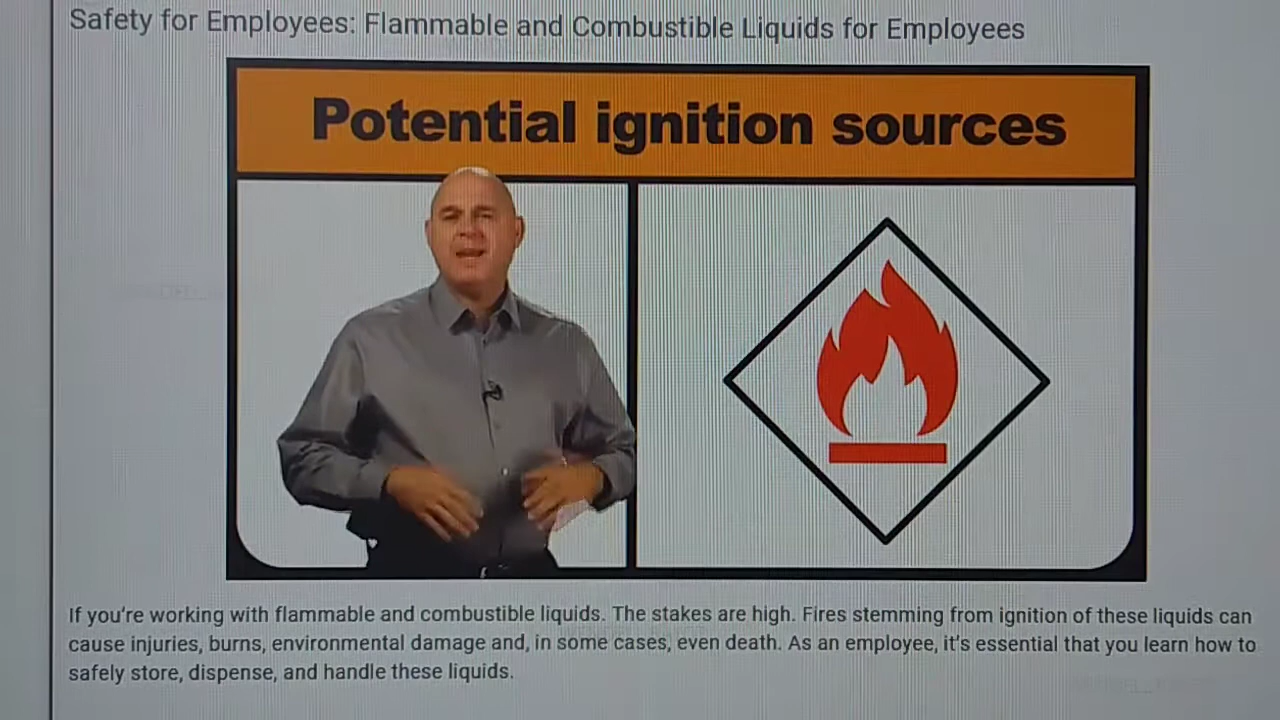 Safety for Employees: Flammable and Combustible Liquids for Employees
Potential ignition sources
If you're working with flammable and combustible liquids. The stakes are high. Fires stemming from ignition of these liquids can
cause injuries, burns, environmental damage and, in some cases, even death. As an employee, it's essential that you learn how to
safely store, dispense, and handle these liquids.